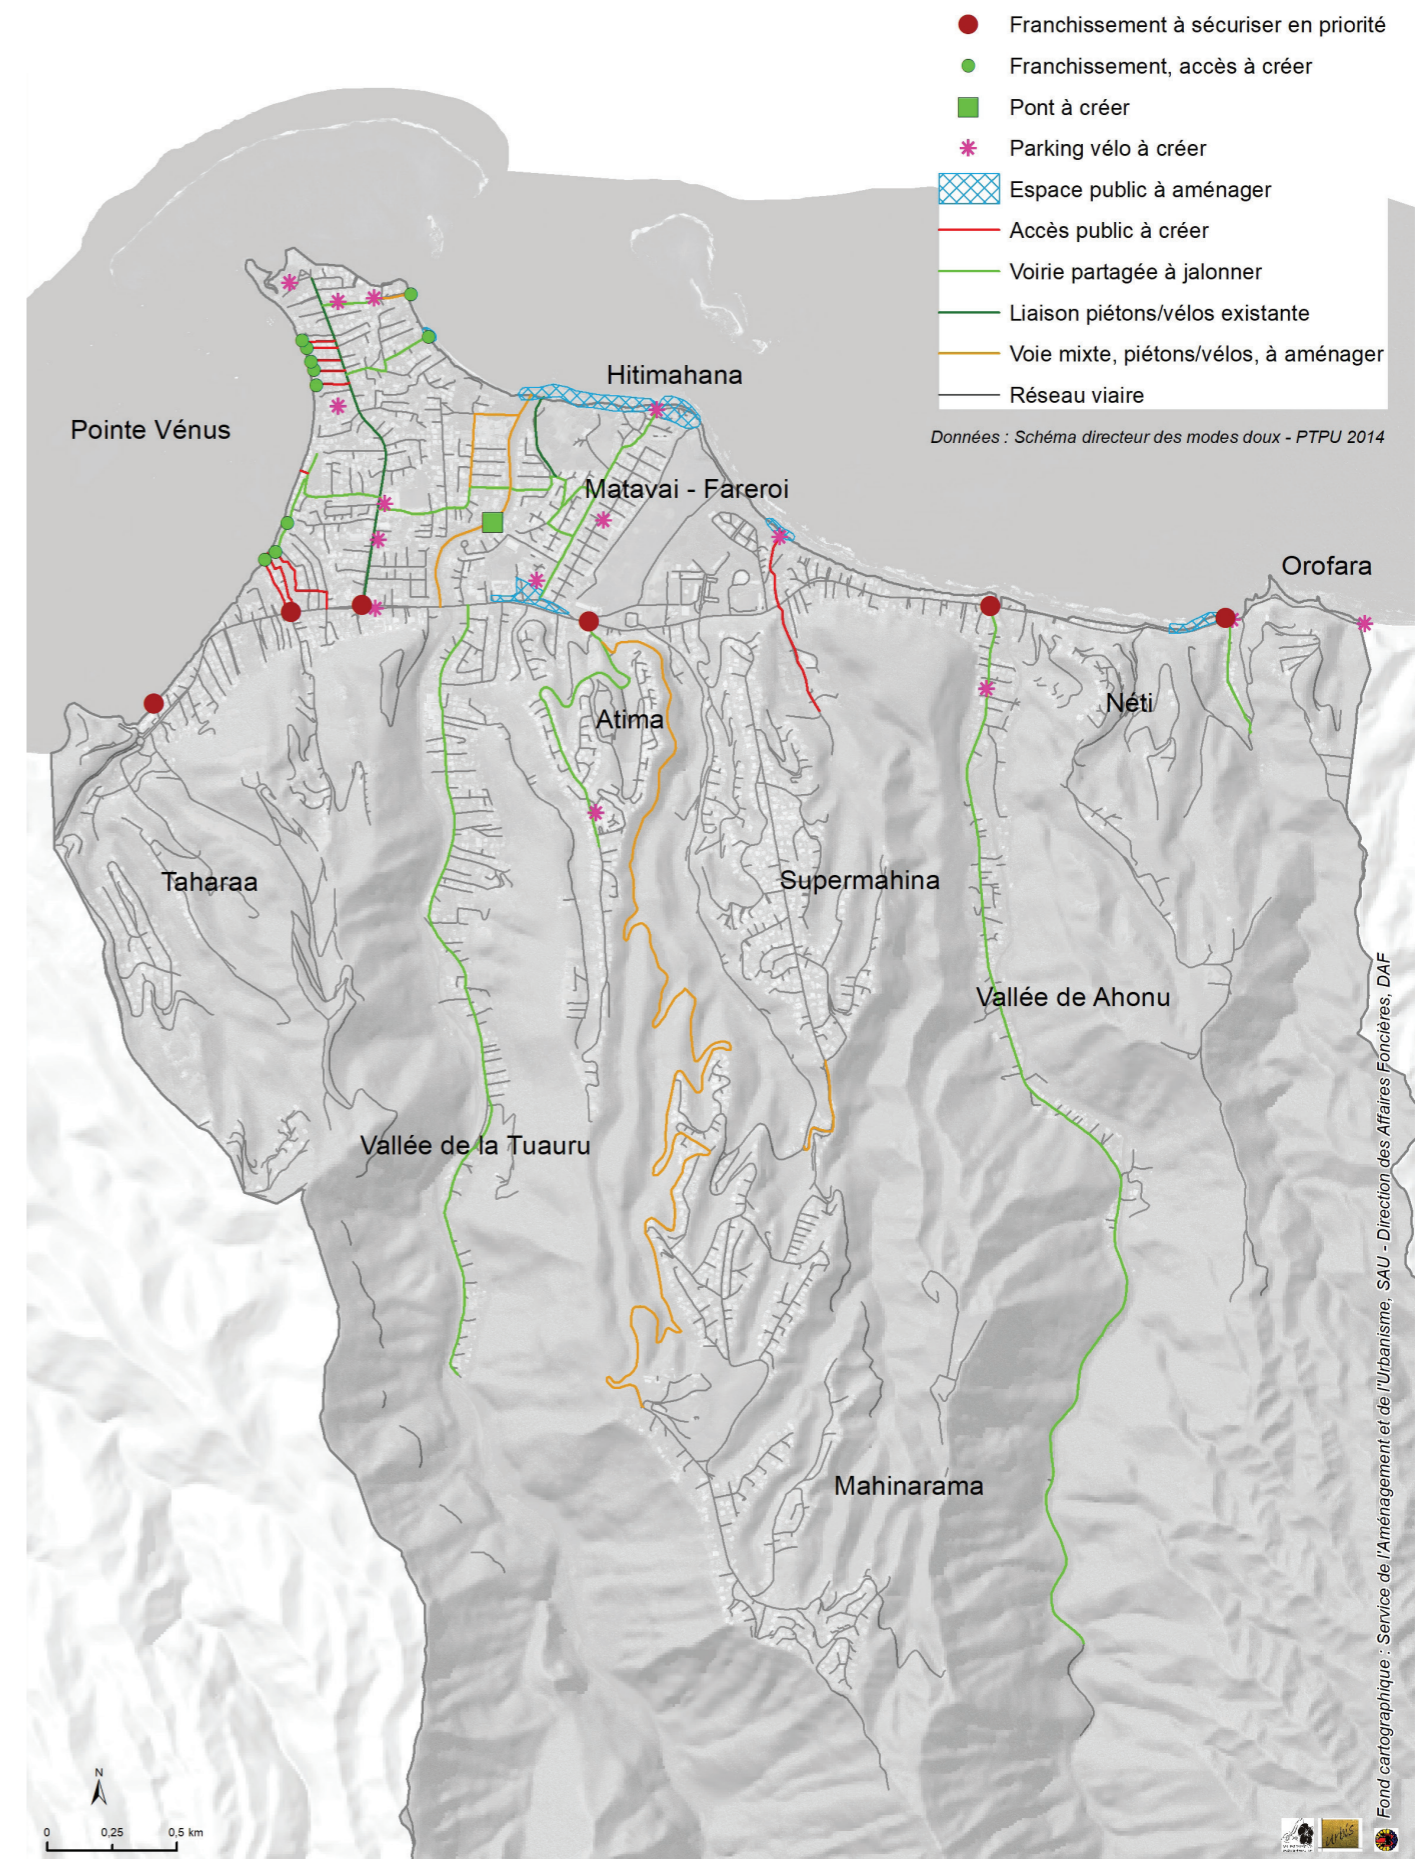 Franchissement à sécuriser en priorité
Franchissement, accès à créer
Pont à créer
Parking vélo à créer
Espace public à aménager
Accès public à créer
Voirie partagée à jalonner
Liaison piétons/vélos existante
Voie mixte, piétons/vélos, à aménager
Réseau viaire
Données : Schéma directeur des modes doux - PTPU 2014
Hitimahana
Pointe Vénus
Matavai - Fareroi
Orofara
Néti
Atima
Taharaa
Supermahina
Vallée de Ahonu
Vallée de la Tuauru
Mahinarama
Fond cartographique : Service de l'Aménagement et de l'Urbanisme, SAU - Direction des Affaires Foncières, DAF
N
0 0,25 0,5 km
urbis